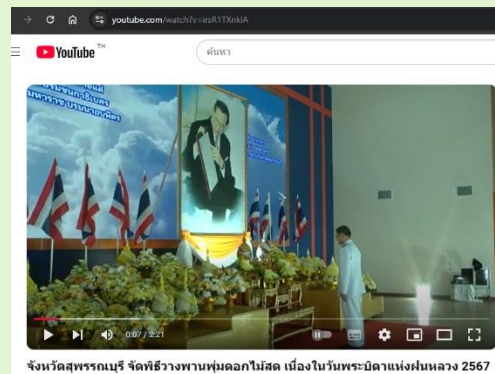 youtube.com/watch?v=irsR1TXnkIA
YouTube TH
ค้นหา
0:07 / 2:21
จังหวัดสุพรรณบุรี จัดพิธีวางพานพุ่มดอกไม้สด เนื่องในวันพระบิดาแห่งฝนหลวง 2567